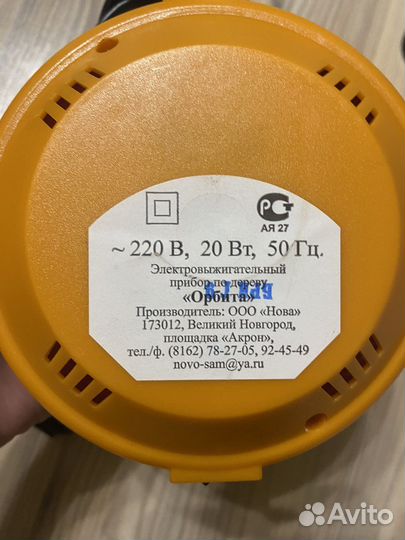 АЯ 27
~ 220 В, 20 Вт, 50 Гц.
Электровыжигательный
прибор по дереву
«Орбита»
Производитель: ООО «Нова»
173012, Великий Новгород,
площадка «Акрон»,
тел./ф. (8162) 78-27-05, 92-45-49
novo-sam@ya.ru
Avito